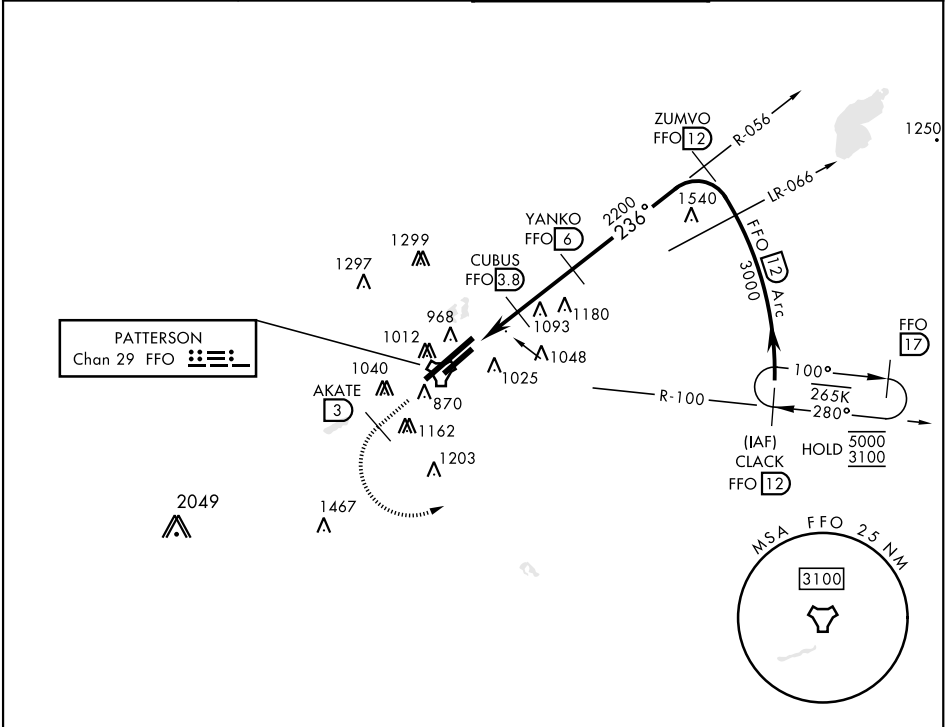 ZUMVO
FFO 12
R-056
1250
LR-066
1540
2200
236°
YANKO
FFO 6
FFO 12 Arc
3000
1299
1297
CUBUS
FFO 3.8
1180
1093
968
1012
1048
1025
PATTERSON
Chan 29 FFO
1040
870
AKATE
3
1162
1203
FFO
17
100°
265K
280°
R-100
(IAF)
CLACK
FFO 12
HOLD 5000
3100
2049
1467
MSA FFO 25 NM
3100